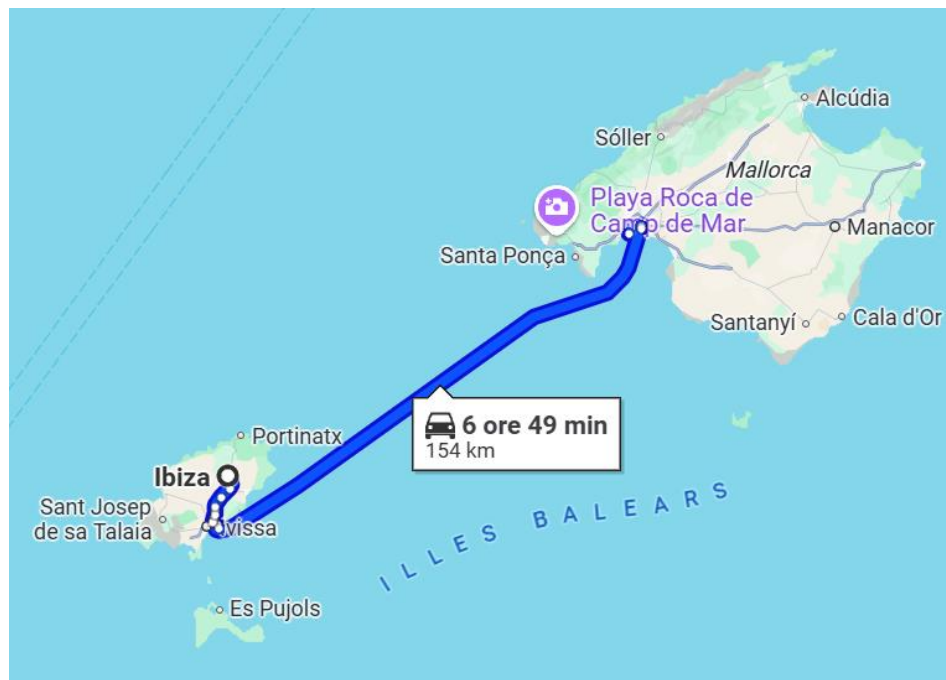 Alcúdia
Sóller
Mallorca
Playa Roca de
Camp de Mar
Manacor
Santa Ponça
Santanyí
Cala d'Or
6 ore 49 min
154 km
Portinatx
Ibiza
Sant Josep
de sa Talaia
ILLES BALEARS
Es Pujols